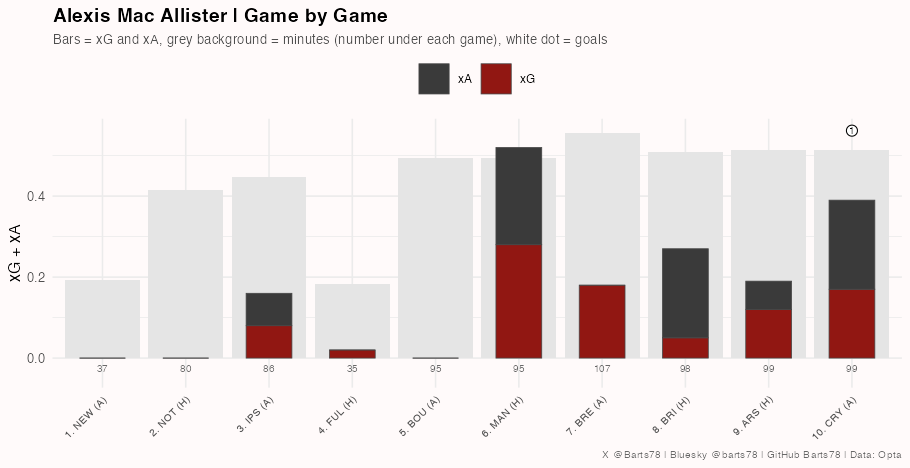 Alexis Mac Allister | Game by Game
Bars = xG and xA, grey background = minutes (number under each game), white dot = goals
xA xG
1
xG + xA
0.4
0.2
0.0
37 80 86 35 95 95 107 98 99 99
1. NEW (A) 2. NOT (H) 3. IPS (A) 4. FUL (H) 5. BOU (A) 6. MAN (H) 7. BRE (A) 8. BRI (H) 9. ARS (H) 10. CRY (A)
X @Barts78 | Bluesky @barts78 | GitHub Barts78 | Data: Opta